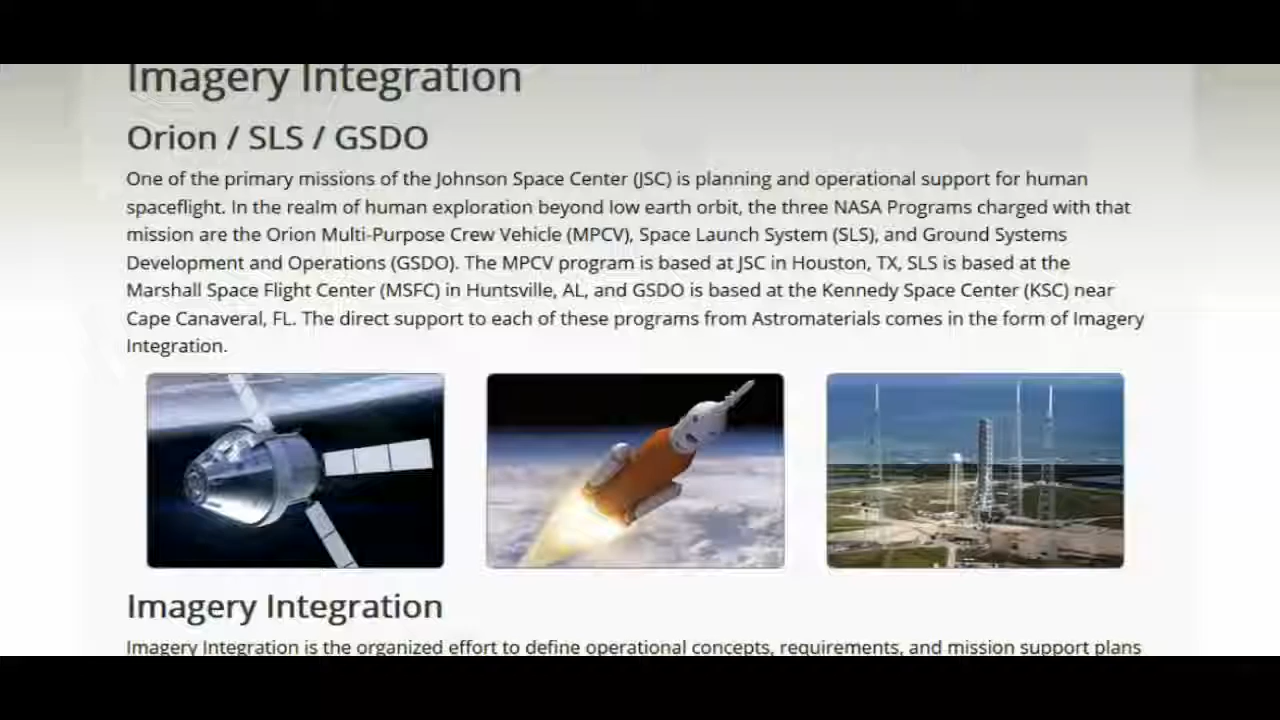 Imagery Integration
Orion / SLS / GSDO
One of the primary missions of the Johnson Space Center (JSC) is planning and operational support for human
spaceflight. In the realm of human exploration beyond low earth orbit, the three NASA Programs charged with that
mission are the Orion Multi-Purpose Crew Vehicle (MPCV), Space Launch System (SLS), and Ground Systems
Development and Operations (GSDO). The MPCV program is based at JSC in Houston, TX, SLS is based at the
Marshall Space Flight Center (MSFC) in Huntsville, AL, and GSDO is based at the Kennedy Space Center (KSC) near
Cape Canaveral, FL. The direct support to each of these programs from Astromaterials comes in the form of Imagery
Integration.
Imagery Integration
Imagery Integration is the organized effort to define operational concepts, requirements, and mission support plans